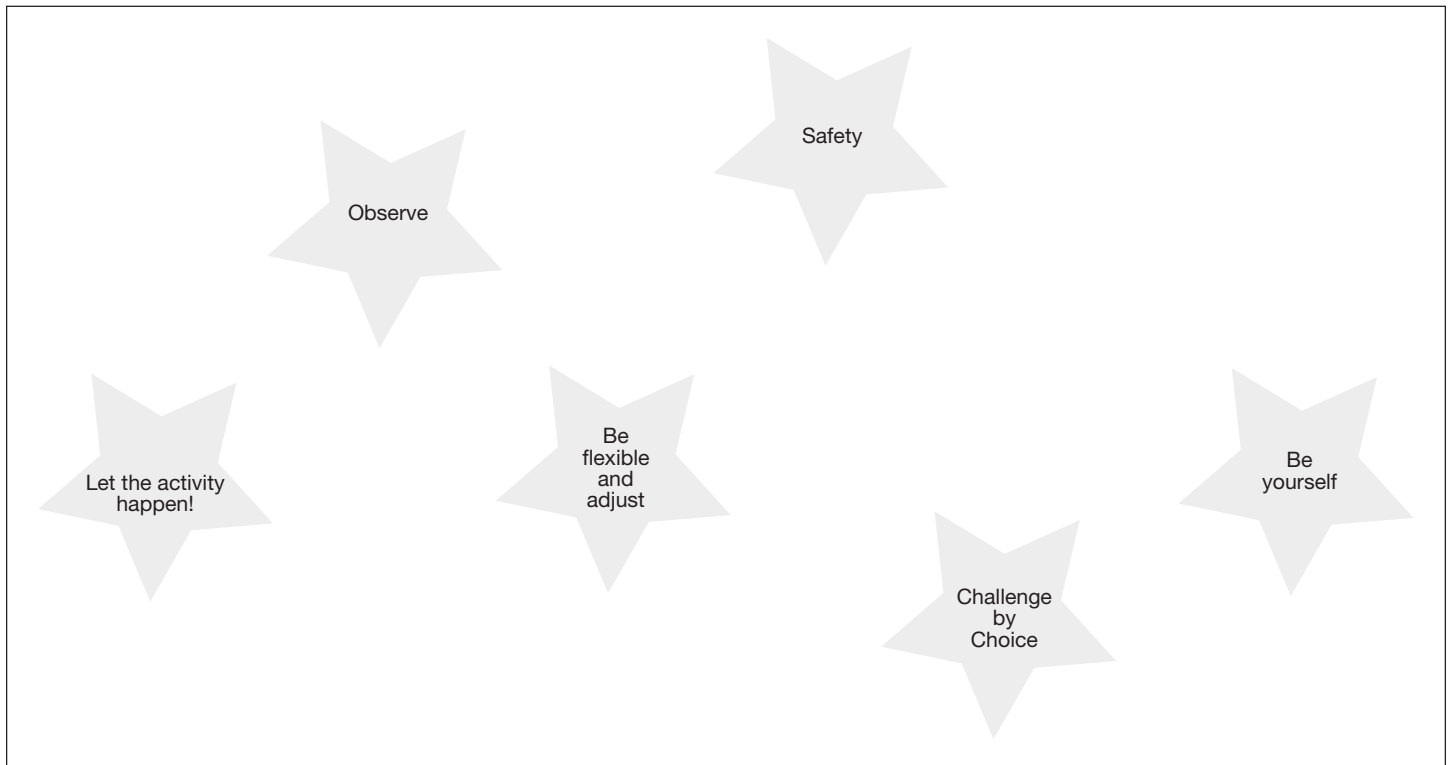 Safety
Observe
Let the activity
happen!
Be
flexible
and
adjust
Be
yourself
Challenge
by
Choice